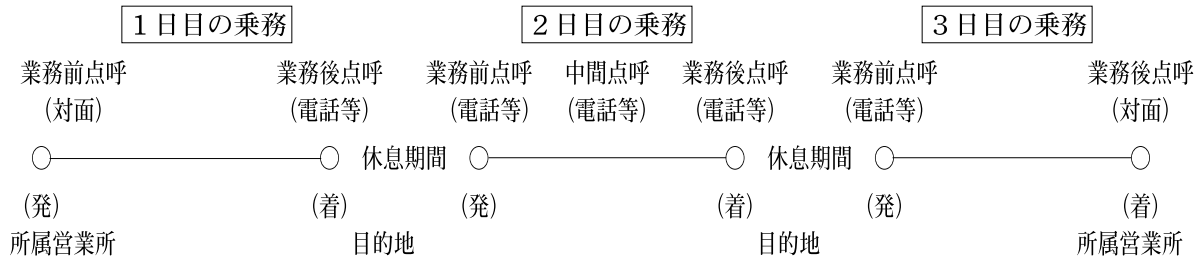 １日目の乗務 ２日目の乗務 ３日目の乗務
業務前点呼 業務後点呼 業務前点呼 中間点呼 業務後点呼 業務前点呼 業務後点呼
(対面) (電話等) (電話等) (電話等) (電話等) (電話等) (対面)
休息期間 休息期間
(発) (着) (発) (着) (発) (着)
所属営業所 目的地 目的地 所属営業所